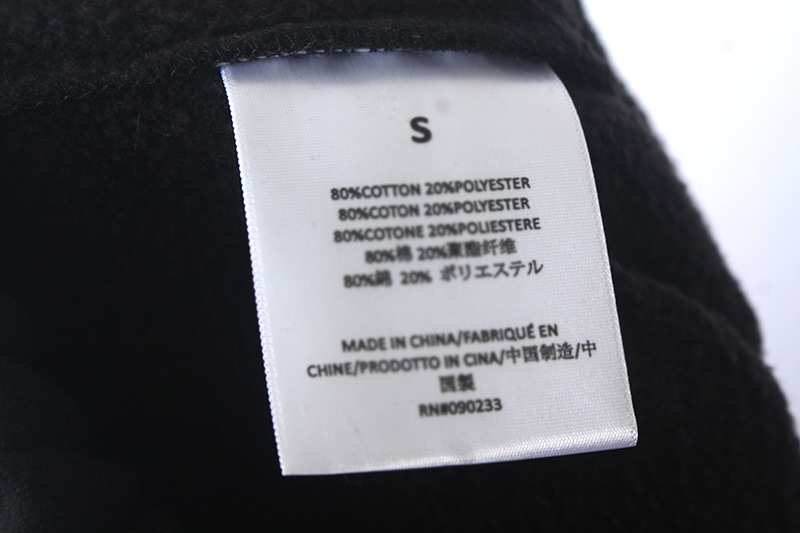 S
80%COTTON 20%POLYESTER
80%COTON 20%POLYESTER
80%COTONE 20%POLIESTERE
80%棉 20%聚酯纤维
80%綿 20% ポリエステル
MADE IN CHINA/FABRIQUÉ EN
CHINE/PRODOTTO IN CINA/中国制造/中
国製
RN#090233